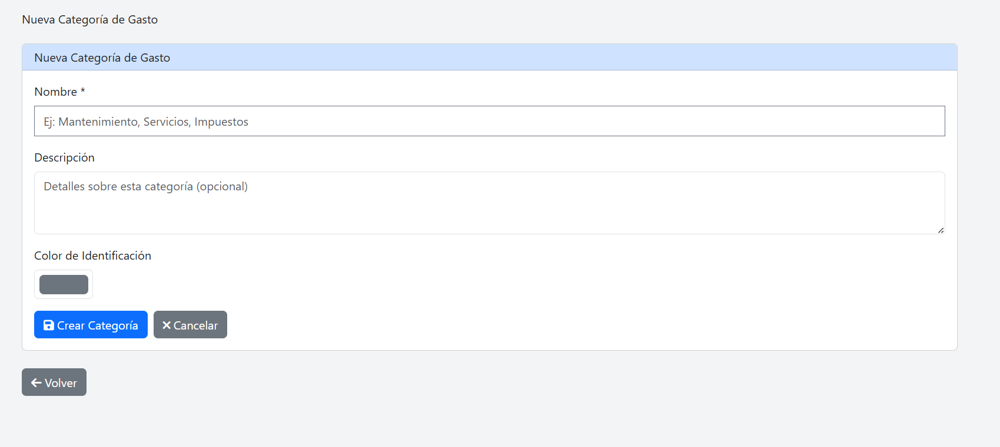 Nueva Categoría de Gasto
Nueva Categoría de Gasto
Nombre *
Ej: Mantenimiento, Servicios, Impuestos
Descripción
Detalles sobre esta categoría (opcional)
Color de Identificación
Crear Categoría
Cancelar
Volver